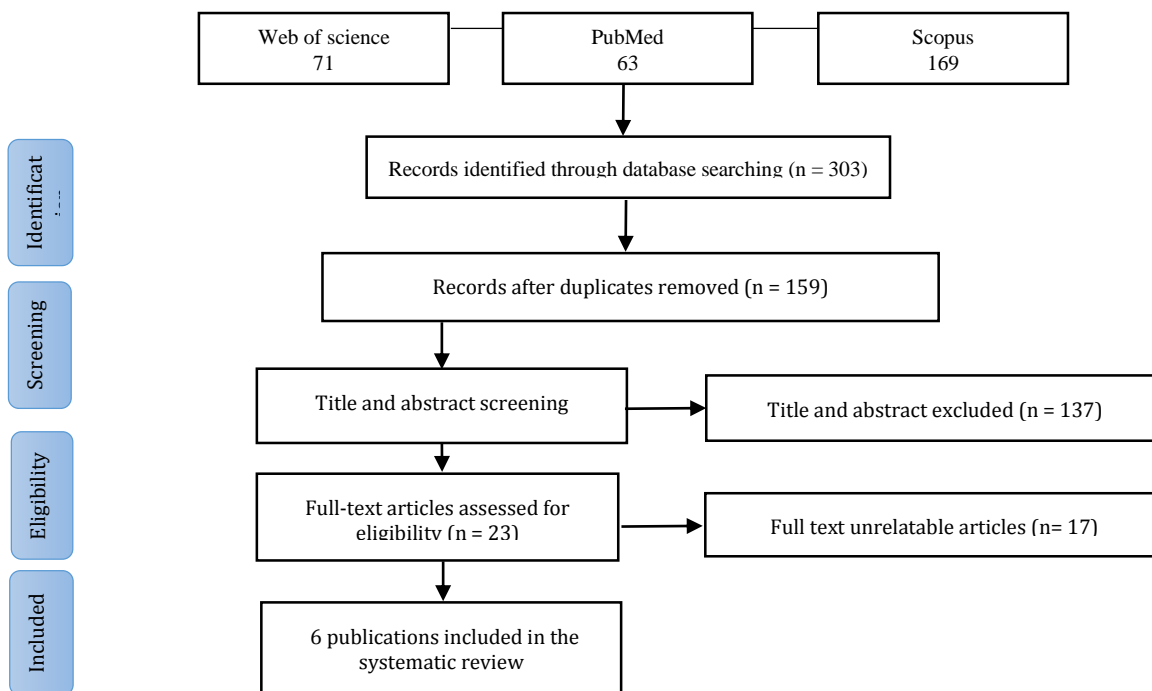 Web of science
71
PubMed
63
Scopus
169
Records identified through database searching (n = 303)
Identificat
Records after duplicates removed (n = 159)
Screening
Title and abstract screening
Title and abstract excluded (n = 137)
Eligibility
Full-text articles assessed for
eligibility (n = 23)
Full text unrelatable articles (n= 17)
Included
6 publications included in the
systematic review